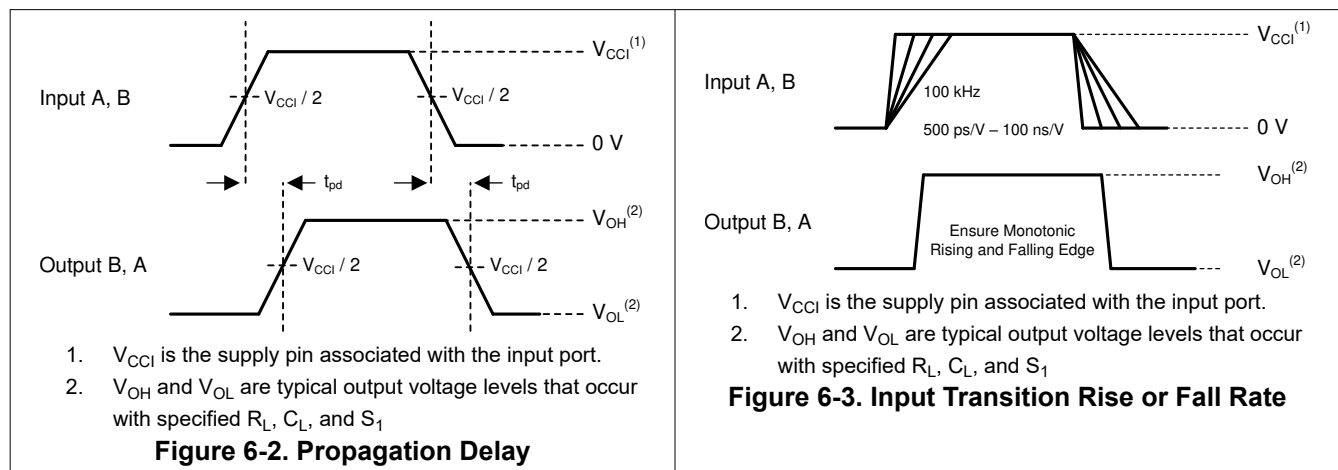 V_CCI^(1)
Input A, B
V_CCI / 2
V_CCI / 2
0 V
t_pd
t_pd
V_OH^(2)
Output B, A
V_CCI / 2
V_CCI / 2
V_OL^(2)
1. V_CCI is the supply pin associated with the input port.
2. V_OH and V_OL are typical output voltage levels that occur
with specified R_L, C_L, and S_1
Figure 6-2. Propagation Delay
V_CCI^(1)
Input A, B
100 kHz
500 ps/V – 100 ns/V
0 V
V_OH^(2)
Output B, A
Ensure Monotonic
Rising and Falling Edge
V_OL^(2)
1. V_CCI is the supply pin associated with the input port.
2. V_OH and V_OL are typical output voltage levels that occur
with specified R_L, C_L, and S_1
Figure 6-3. Input Transition Rise or Fall Rate